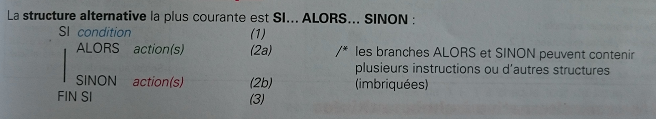 La structure alternative la plus courante est SI... ALORS... SINON :
SI condition (1)
ALORS action(s) (2a) /* les branches ALORS et SINON peuvent contenir
plusieurs instructions ou d'autres structures
SINON action(s) (2b) (imbriquées)
FIN SI (3)